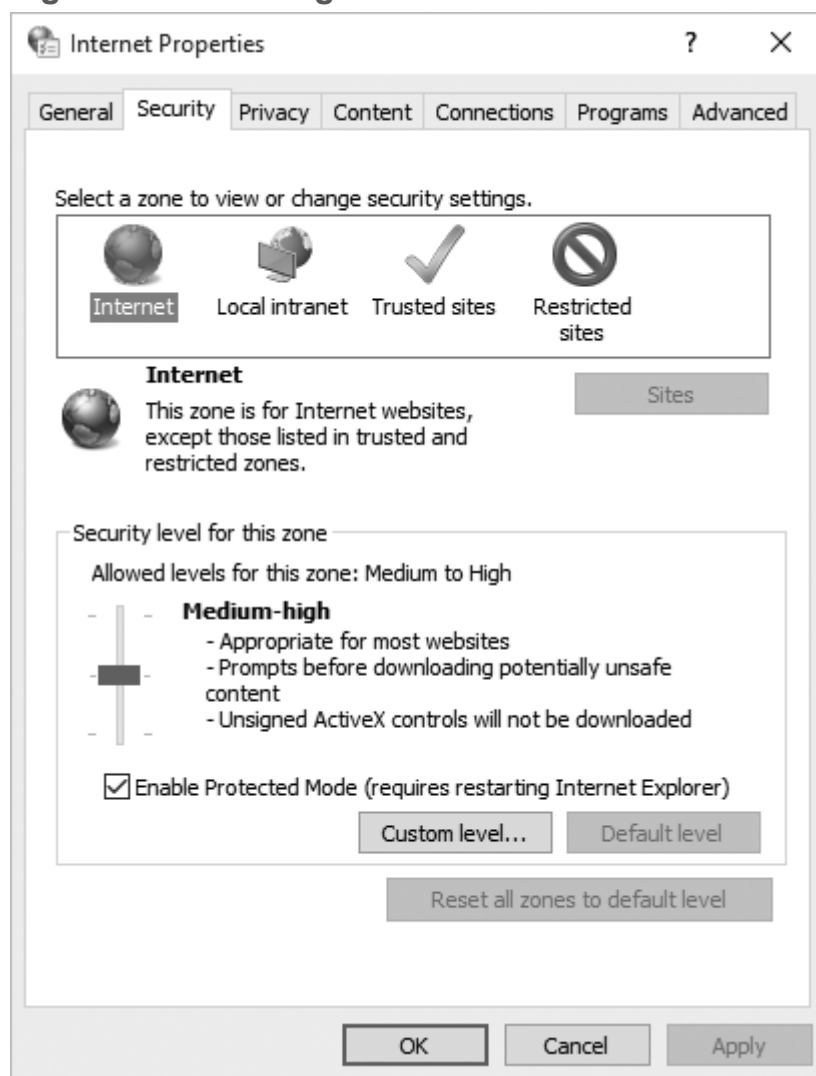 Internet Properties
?
General Security Privacy Content Connections Programs Advanced
Select a zone to view or change security settings.
Internet Local intranet Trusted sites Restricted
sites
Internet
Sites
This zone is for Internet websites,
except those listed in trusted and
restricted zones.
Security level for this zone
Allowed levels for this zone: Medium to High
Medium-high
- Appropriate for most websites
- Prompts before downloading potentially unsafe
content
- Unsigned ActiveX controls will not be downloaded
Enable Protected Mode (requires restarting Internet Explorer)
Custom level... Default level
Reset all zones to default level
OK Cancel Apply